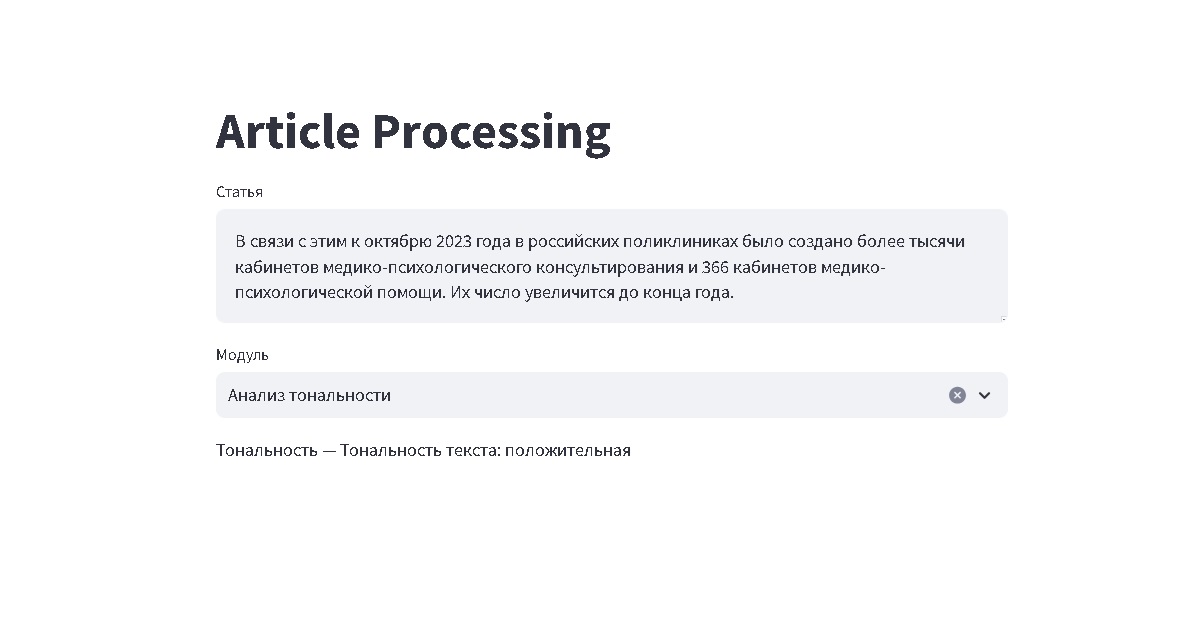 Article Processing
Статья
В связи с этим к октябрю 2023 года в российских поликлиниках было создано более тысячи
кабинетов медико-психологического консультирования и 366 кабинетов медико-
психологической помощи. Их число увеличится до конца года.
Модуль
Анализ тональности
Тональность — Тональность текста: положительная